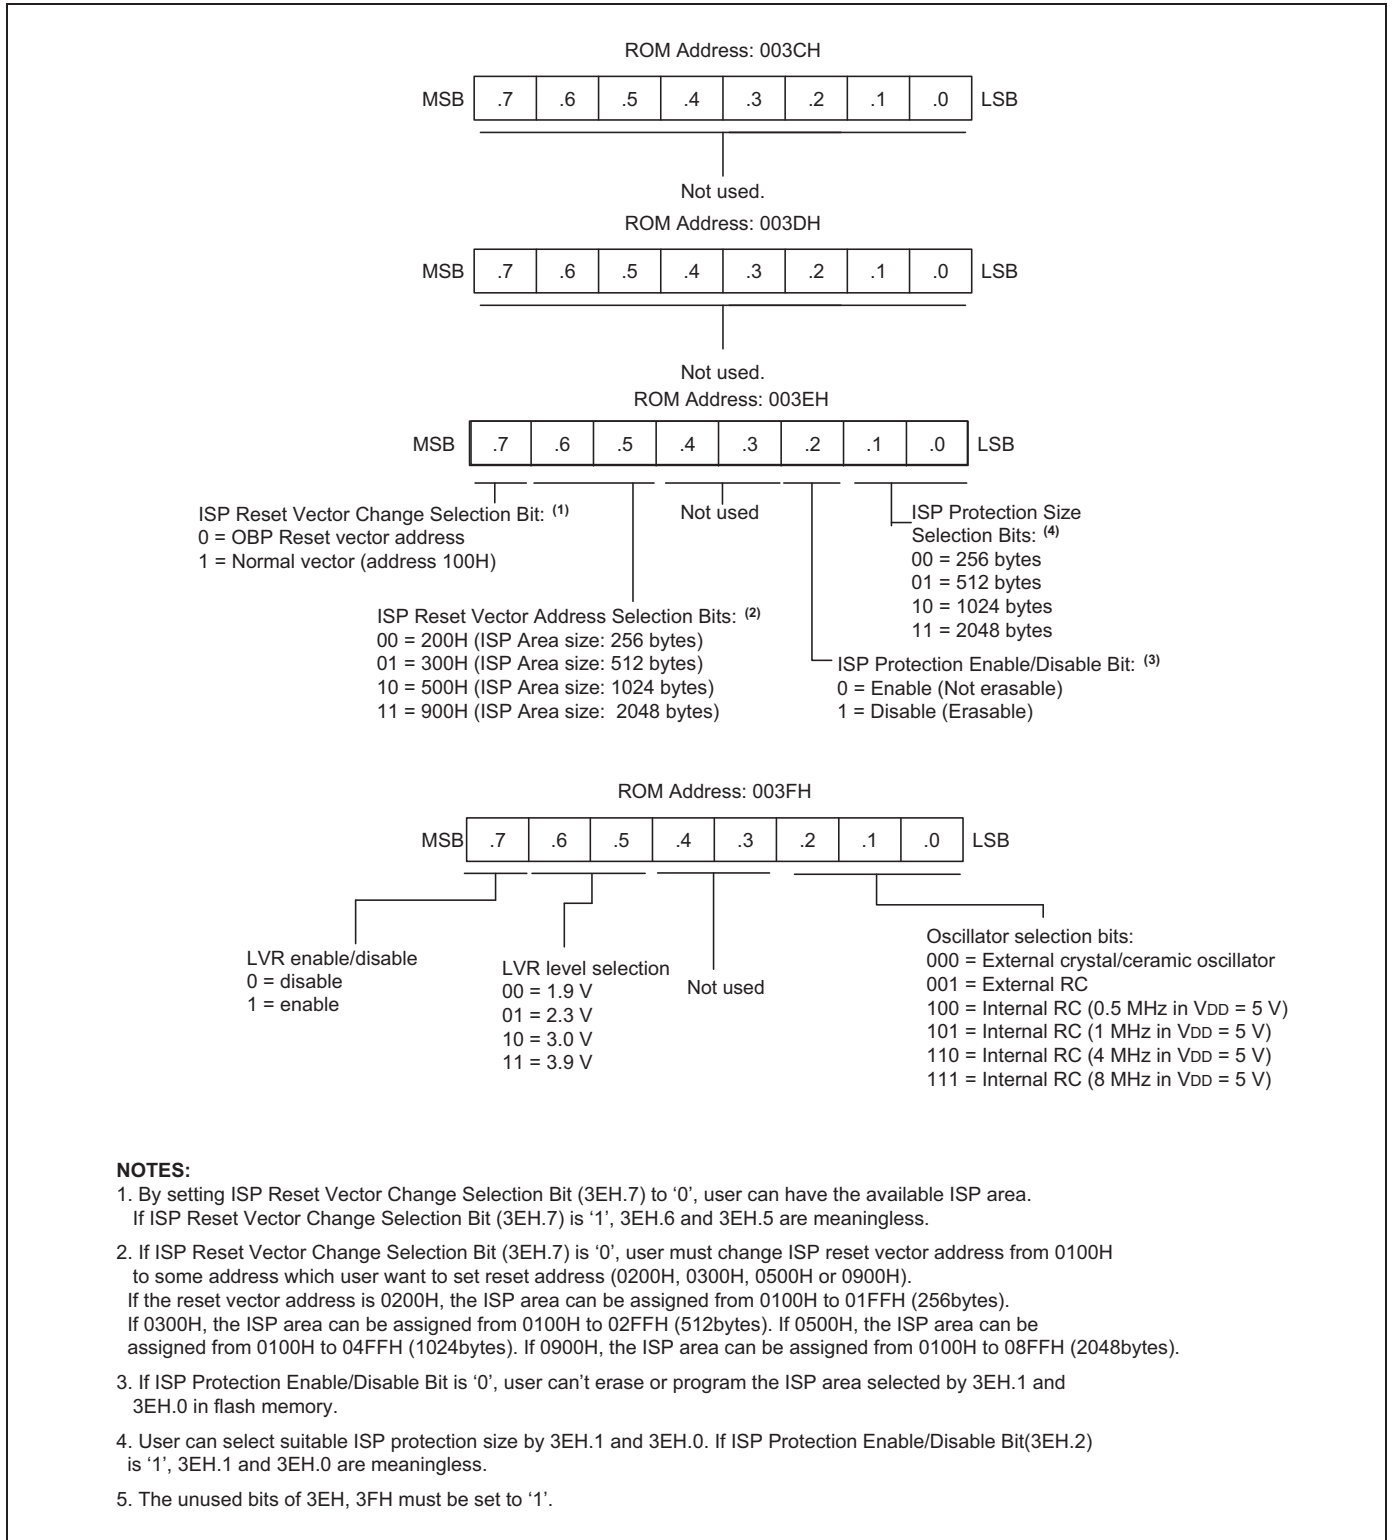 ROM Address: 003CH
MSB .7 .6 .5 .4 .3 .2 .1 .0 LSB
Not used.
ROM Address: 003DH
MSB .7 .6 .5 .4 .3 .2 .1 .0 LSB
Not used.
ROM Address: 003EH
MSB .7 .6 .5 .4 .3 .2 .1 .0 LSB
ISP Reset Vector Change Selection Bit: (1)
0 = OBP Reset vector address
1 = Normal vector (address 100H)
ISP Reset Vector Address Selection Bits: (2)
00 = 200H (ISP Area size: 256 bytes)
01 = 300H (ISP Area size: 512 bytes)
10 = 500H (ISP Area size: 1024 bytes)
11 = 900H (ISP Area size: 2048 bytes)
Not used
ISP Protection Size
Selection Bits: (4)
00 = 256 bytes
01 = 512 bytes
10 = 1024 bytes
11 = 2048 bytes
ISP Protection Enable/Disable Bit: (3)
0 = Enable (Not erasable)
1 = Disable (Erasable)
ROM Address: 003FH
MSB .7 .6 .5 .4 .3 .2 .1 .0 LSB
LVR enable/disable
0 = disable
1 = enable
LVR level selection
00 = 1.9 V
01 = 2.3 V
10 = 3.0 V
11 = 3.9 V
Not used
Oscillator selection bits:
000 = External crystal/ceramic oscillator
001 = External RC
100 = Internal RC (0.5 MHz in VDD = 5 V)
101 = Internal RC (1 MHz in VDD = 5 V)
110 = Internal RC (4 MHz in VDD = 5 V)
111 = Internal RC (8 MHz in VDD = 5 V)
NOTES:
1. By setting ISP Reset Vector Change Selection Bit (3EH.7) to ‘0’, user can have the available ISP area.
If ISP Reset Vector Change Selection Bit (3EH.7) is ‘1’, 3EH.6 and 3EH.5 are meaningless.
2. If ISP Reset Vector Change Selection Bit (3EH.7) is ‘0’, user must change ISP reset vector address from 0100H
to some address which user want to set reset address (0200H, 0300H, 0500H or 0900H).
If the reset vector address is 0200H, the ISP area can be assigned from 0100H to 01FFH (256bytes).
If 0300H, the ISP area can be assigned from 0100H to 02FFH (512bytes). If 0500H, the ISP area can be
assigned from 0100H to 04FFH (1024bytes). If 0900H, the ISP area can be assigned from 0100H to 08FFH (2048bytes).
3. If ISP Protection Enable/Disable Bit is ‘0’, user can’t erase or program the ISP area selected by 3EH.1 and
3EH.0 in flash memory.
4. User can select suitable ISP protection size by 3EH.1 and 3EH.0. If ISP Protection Enable/Disable Bit(3EH.2)
is ‘1’, 3EH.1 and 3EH.0 are meaningless.
5. The unused bits of 3EH, 3FH must be set to ‘1’.